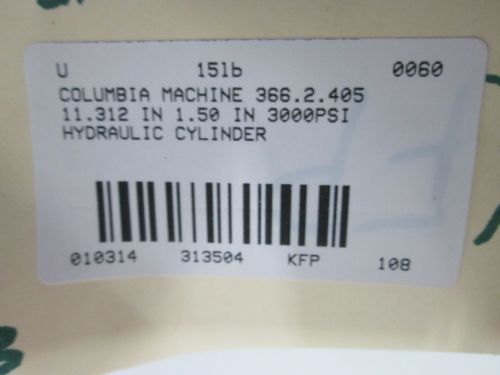 U 15lb 0060
COLUMBIA MACHINE 366.2.405
11.312 IN 1.50 IN 3000PSI
HYDRAULIC CYLINDER
010314 313504 KFP 108